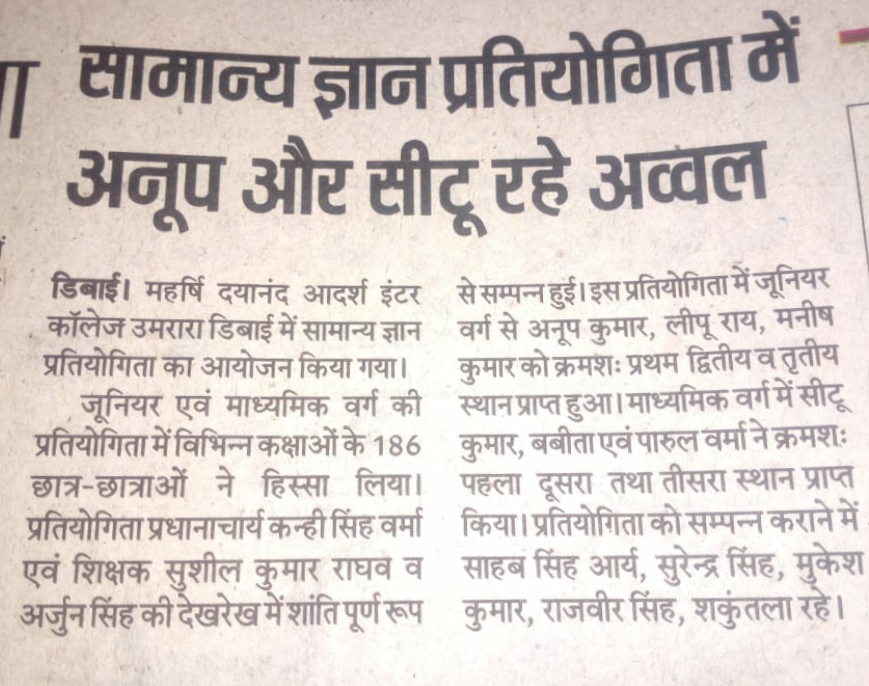 सामान्य ज्ञान प्रतियोगिता में
अनूप और सीटू रहे अव्वल
डिबाई। महर्षि दयानंद आदर्श इंटर
कॉलेज उमरारा डिबाई में सामान्य ज्ञान
प्रतियोगिता का आयोजन किया गया।
जूनियर एवं माध्यमिक वर्ग की
प्रतियोगिता में विभिन्न कक्षाओं के 186
छात्र-छात्राओं ने हिस्सा लिया।
प्रतियोगिता प्रधानाचार्य कन्ही सिंह वर्मा
एवं शिक्षक सुशील कुमार राघव व
अर्जुन सिंह की देखरेख में शांति पूर्ण रूप
से सम्पन्न हुई। इस प्रतियोगिता में जूनियर
वर्ग से अनूप कुमार, लीपू राय, मनीष
कुमार को क्रमशः प्रथम द्वितीय व तृतीय
स्थान प्राप्त हुआ। माध्यमिक वर्ग में सीटू
कुमार, बबीता एवं पारुल वर्मा ने क्रमशः
पहला दूसरा तथा तीसरा स्थान प्राप्त
किया। प्रतियोगिता को सम्पन्न कराने में
साहब सिंह आर्य, सुरेन्द्र सिंह, मुकेश
कुमार, राजवीर सिंह, शकुंतला रहे।